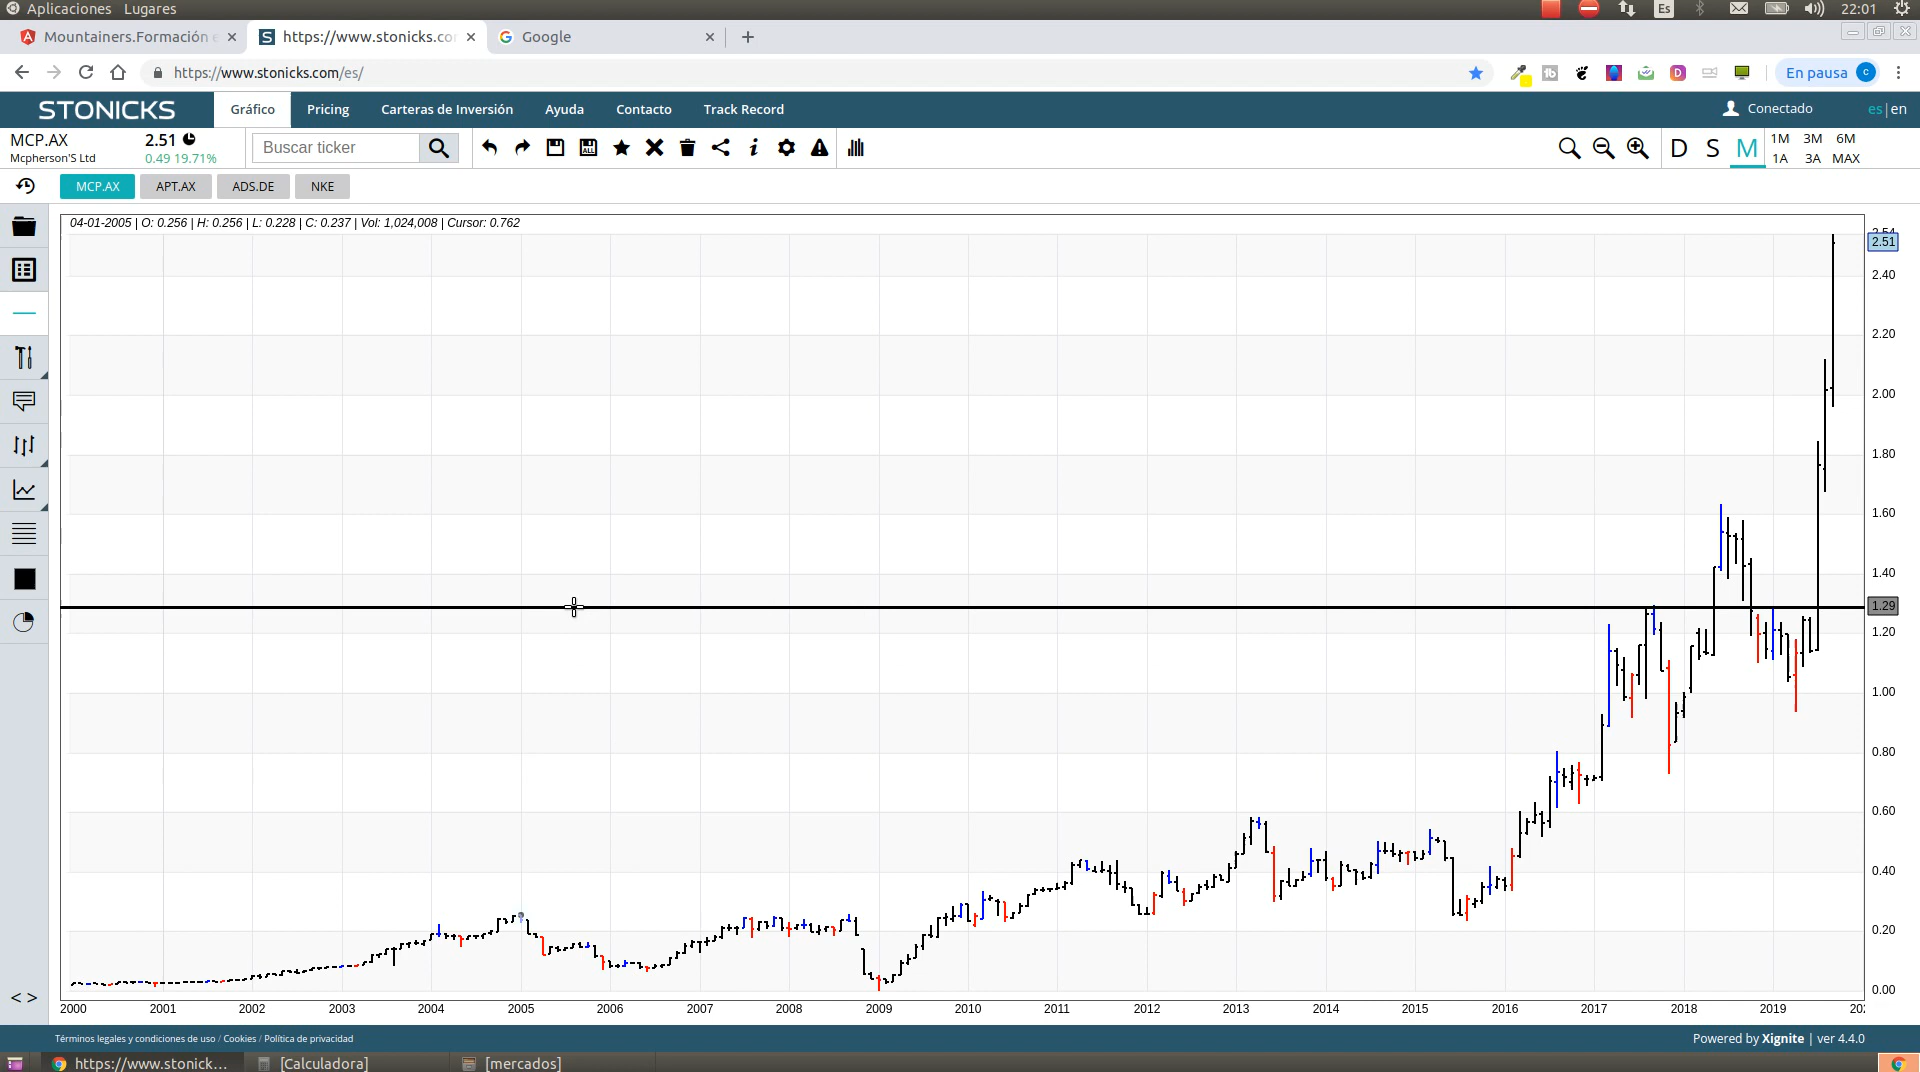 Aplicaciones Lugares
Es 22:01
Mountainers.Formación
https://www.stonicks.co
Google
https://www.stonicks.com/es/
En pausa
STONICKS Gráfico Pricing Carteras de Inversión Ayuda Contacto Track Record Conectado es|en
MCP.AX 2.51
Mcpherson'S Ltd 0.49 19.71%
Buscar ticker
ALL
D S M
1M 3M 6M
1A 3A MAX
MCP.AX APT.AX ADS.DE NKE
04-01-2005 | O: 0.256 | H: 0.256 | L: 0.228 | C: 0.237 | Vol: 1,024,008 | Cursor: 0.762
2.54
2.51
2.40
2.20
2.00
1.80
1.60
1.40
1.29
1.20
1.00
0.80
0.60
0.40
0.20
0.00
2000 2001 2002 2003 2004 2005 2006 2007 2008 2009 2010 2011 2012 2013 2014 2015 2016 2017 2018 2019
Términos legales y condiciones de uso / Cookies / Política de privacidad
Powered by Xignite | ver 4.4.0
https://www.stonick... [Calculadora] [mercados]